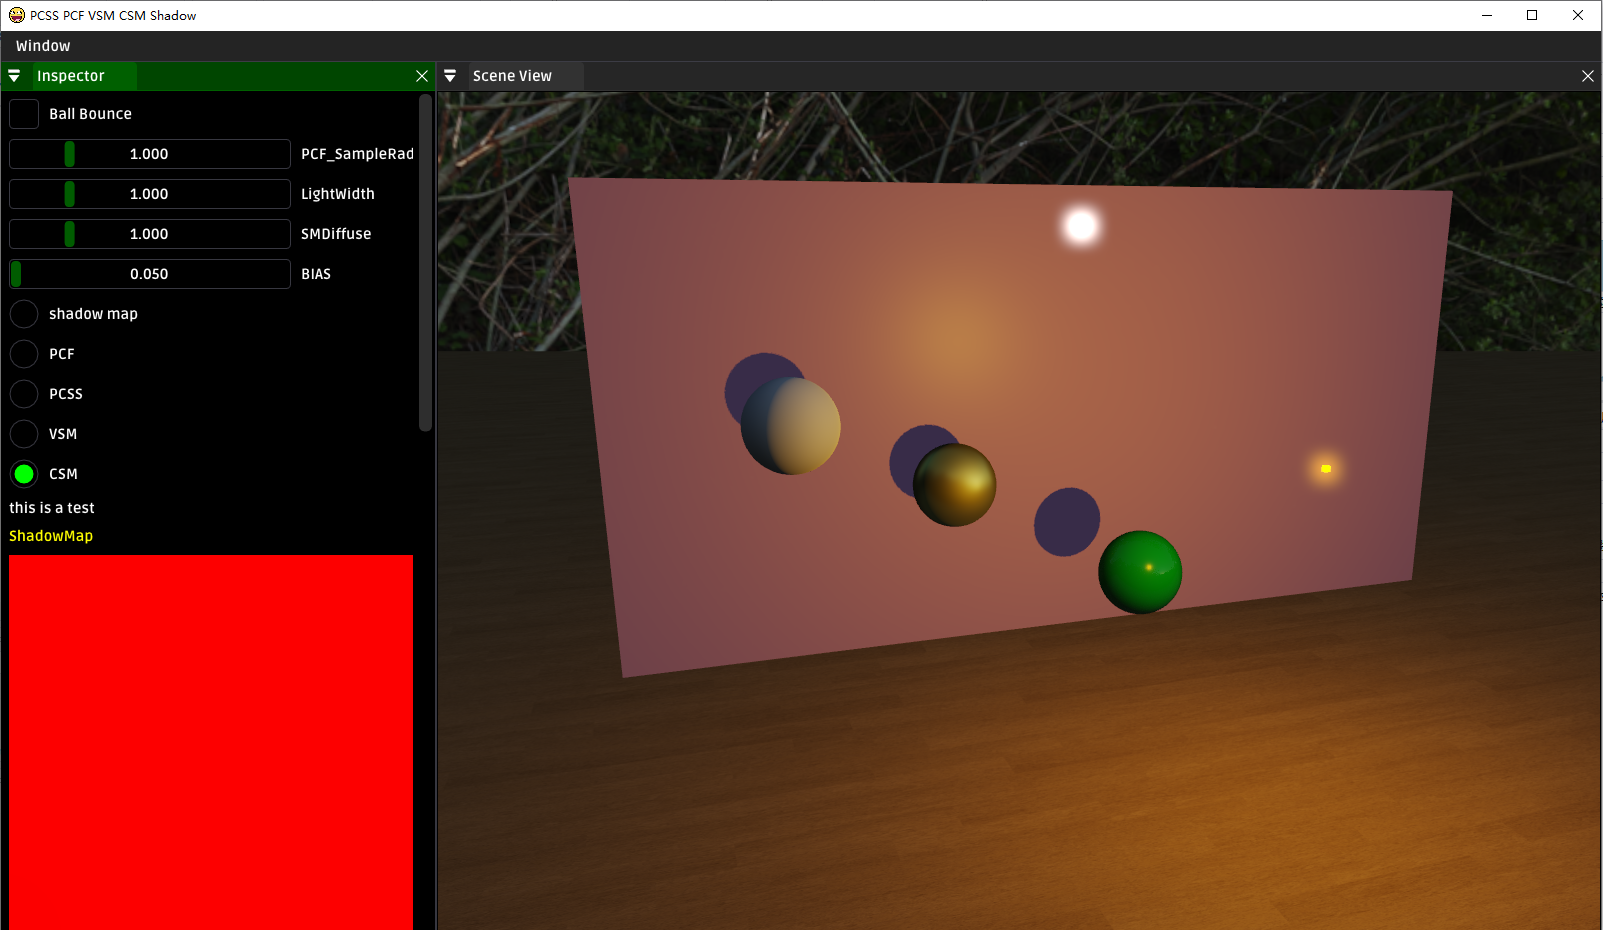 PCSS PCF VSM CSM Shadow
Window
Inspector
Scene View
Ball Bounce
1.000 PCF_SampleRad
1.000 LightWidth
1.000 SMDiffuse
0.050 BIAS
shadow map
PCF
PCSS
VSM
CSM
this is a test
ShadowMap